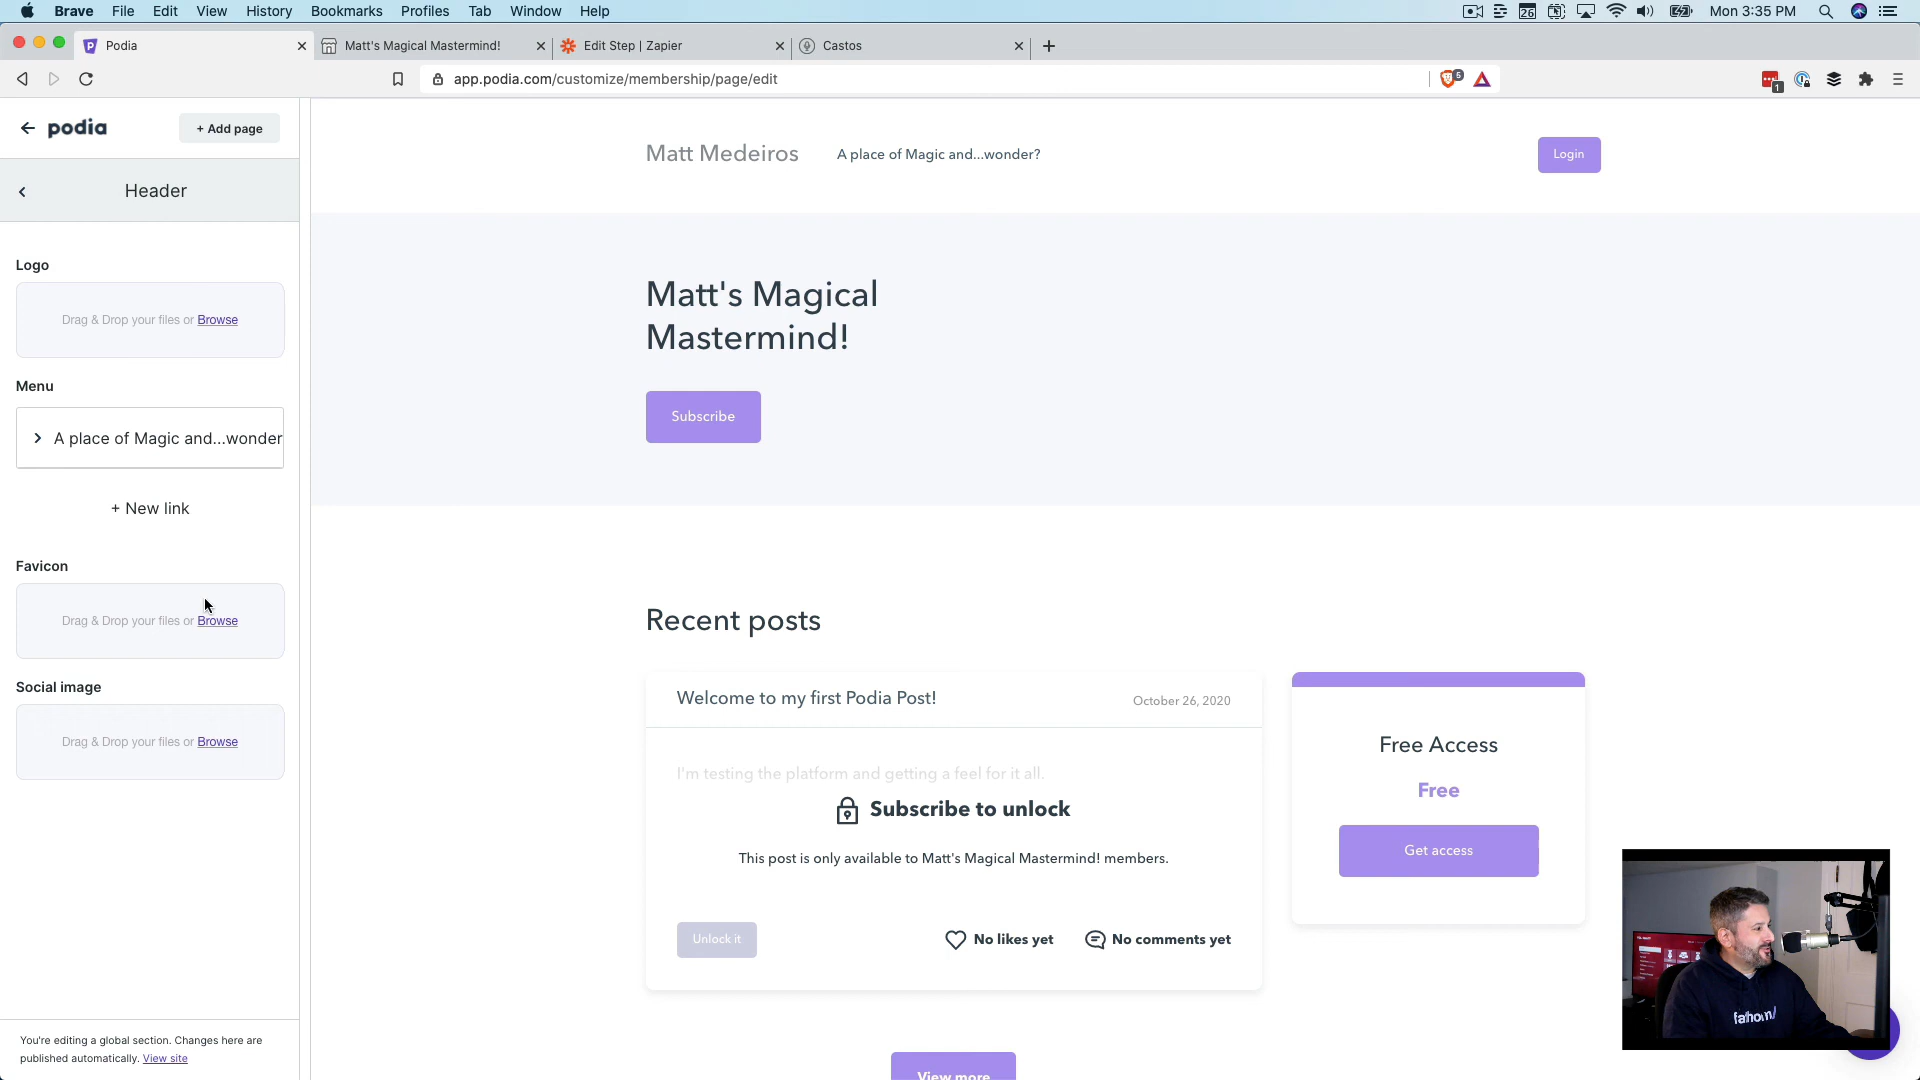 Brave File Edit View History Bookmarks Profiles Tab Window Help
26
Mon 3:35 PM
Podia
Matt's Magical Mastermind!
Edit Step | Zapier
Castos
app.podia.com/customize/membership/page/edit
5
1
podia
+ Add page
Header
Logo
Drag & Drop your files or Browse
Menu
A place of Magic and...wonder
+ New link
Favicon
Drag & Drop your files or Browse
Social image
Drag & Drop your files or Browse
You're editing a global section. Changes here are
published automatically. View site
Matt Medeiros
A place of Magic and...wonder?
Login
Matt's Magical
Mastermind!
Subscribe
Recent posts
Welcome to my first Podia Post!
October 26, 2020
I'm testing the platform and getting a feel for it all.
Subscribe to unlock
This post is only available to Matt's Magical Mastermind! members.
Unlock it
No likes yet
No comments yet
View more
Free Access
Free
Get access
fathom